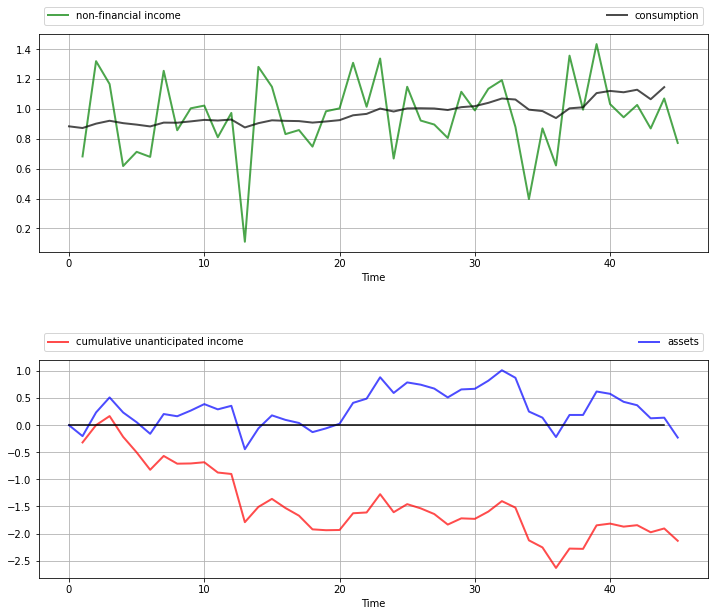 non-financial income consumption
1.4
1.2
1.0
0.8
0.6
0.4
0.2
0 10 20 30 40
Time
cumulative unanticipated income assets
1.0
0.5
0.0
−0.5
−1.0
−1.5
−2.0
−2.5
0 10 20 30 40
Time